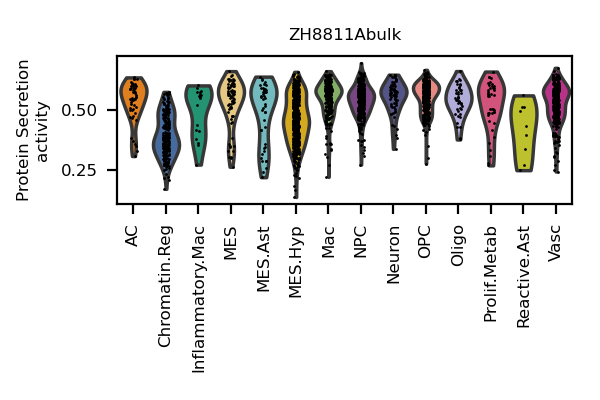 ZH8811Abulk
Protein Secretion
activity
0.50
0.25
AC
Chromatin.Reg
Inflammatory.Mac
MES
MES.Ast
MES.Hyp
Mac
NPC
Neuron
OPC
Oligo
Prolif.Metab
Reactive.Ast
Vasc